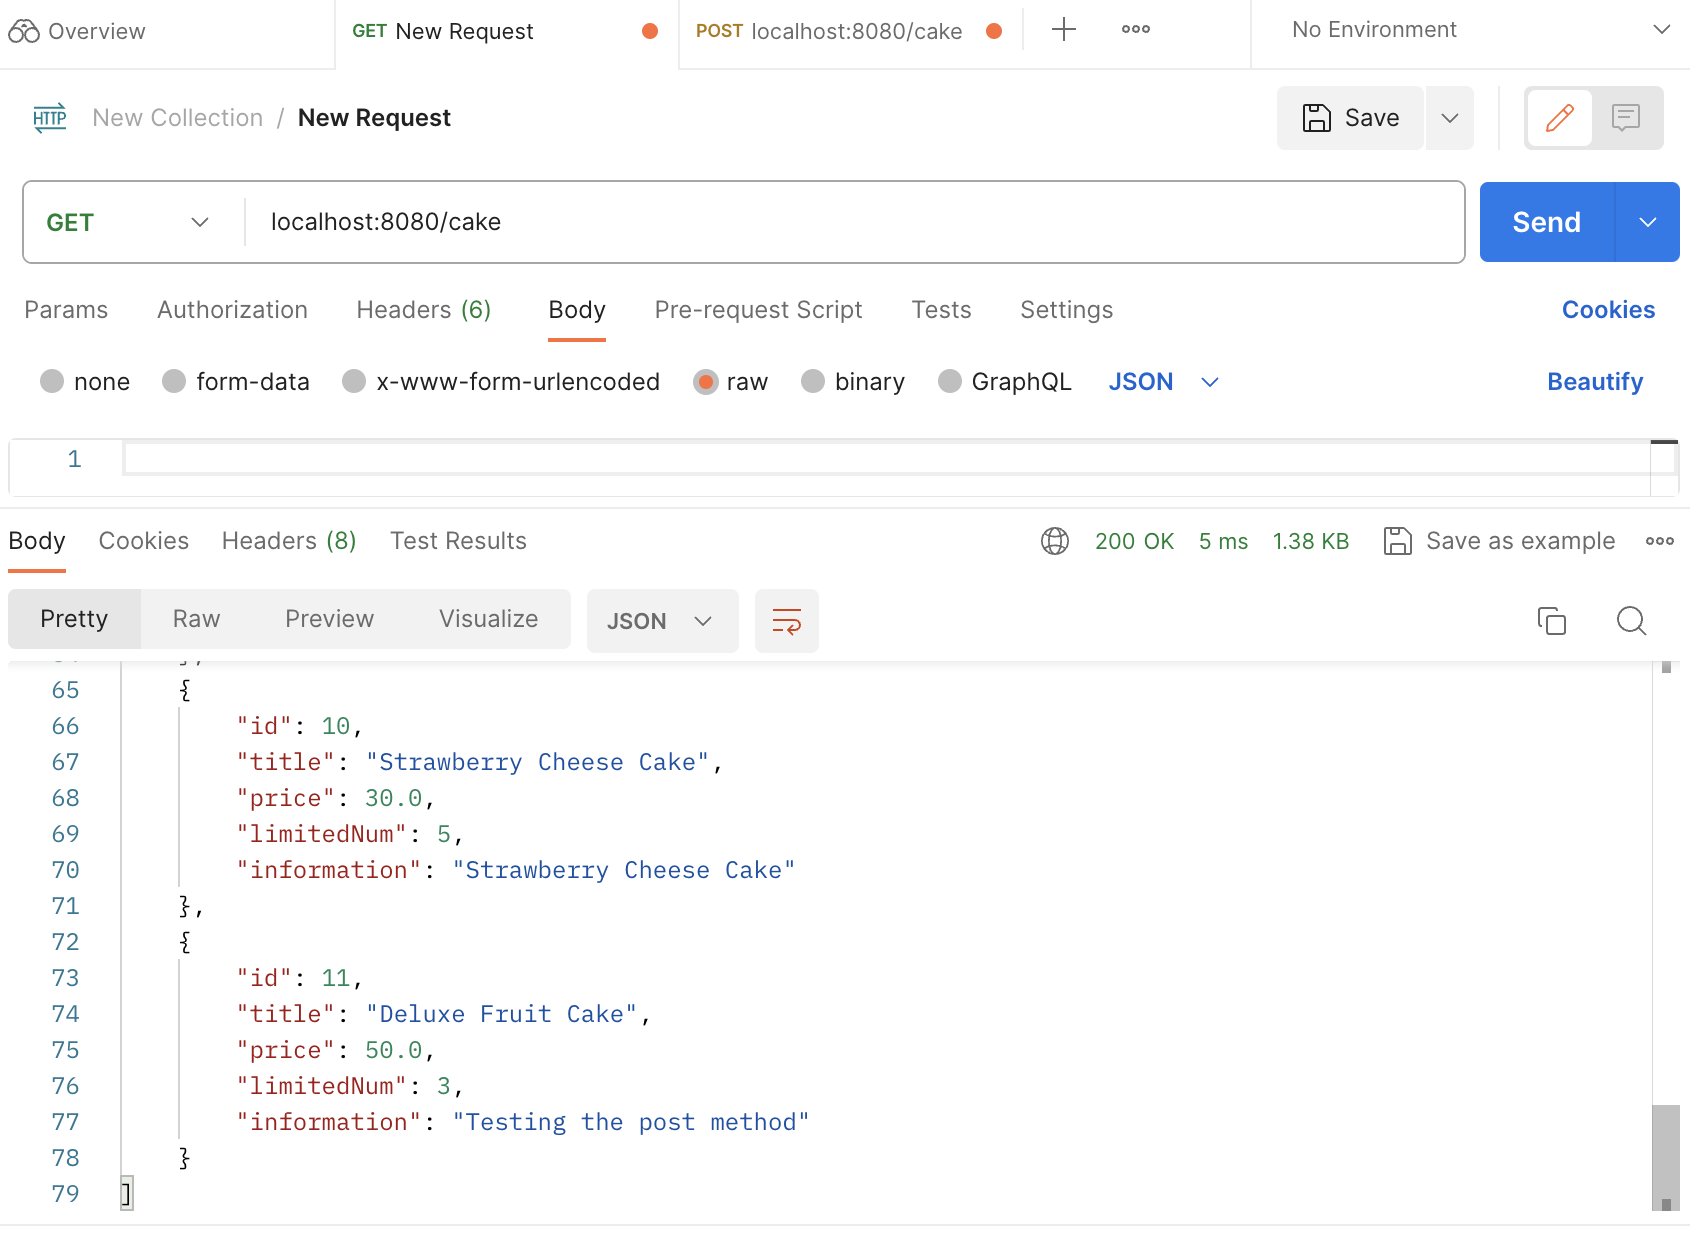 Overview GET New Request POST localhost:8080/cake No Environment
HTTP New Collection / New Request Save
GET localhost:8080/cake Send
Params Authorization Headers (6) Body Pre-request Script Tests Settings Cookies
none form-data x-www-form-urlencoded raw binary GraphQL JSON Beautify
1
Body Cookies Headers (8) Test Results 200 OK 5 ms 1.38 KB Save as example
Pretty Raw Preview Visualize JSON
65 {
66 "id": 10,
67 "title": "Strawberry Cheese Cake",
68 "price": 30.0,
69 "limitedNum": 5,
70 "information": "Strawberry Cheese Cake"
71 },
72 {
73 "id": 11,
74 "title": "Deluxe Fruit Cake",
75 "price": 50.0,
76 "limitedNum": 3,
77 "information": "Testing the post method"
78 }
79 ]